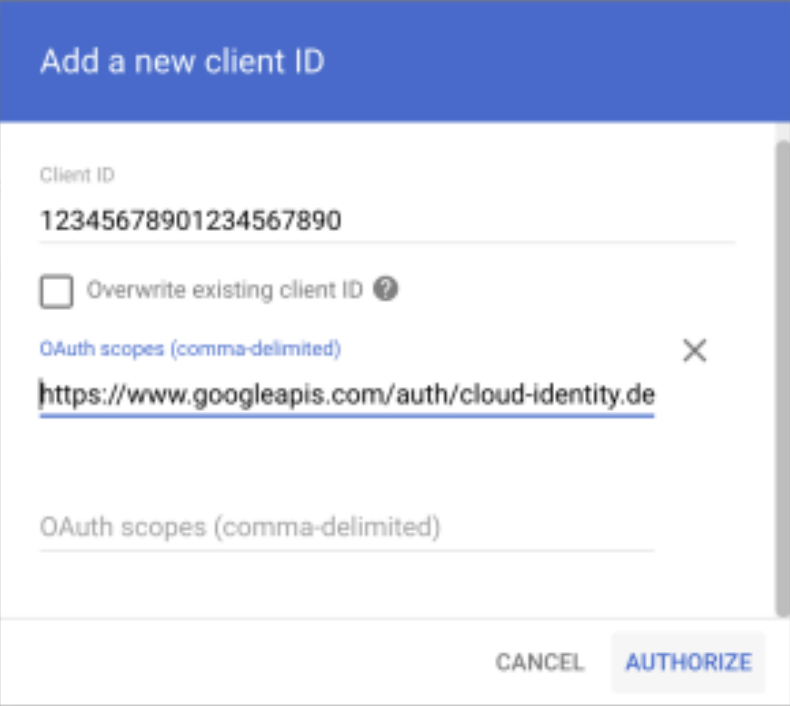 Add a new client ID
Client ID
12345678901234567890
Overwrite existing client ID ?
OAuth scopes (comma-delimited)
https://www.googleapis.com/auth/cloud-identity.de
OAuth scopes (comma-delimited)
CANCEL AUTHORIZE